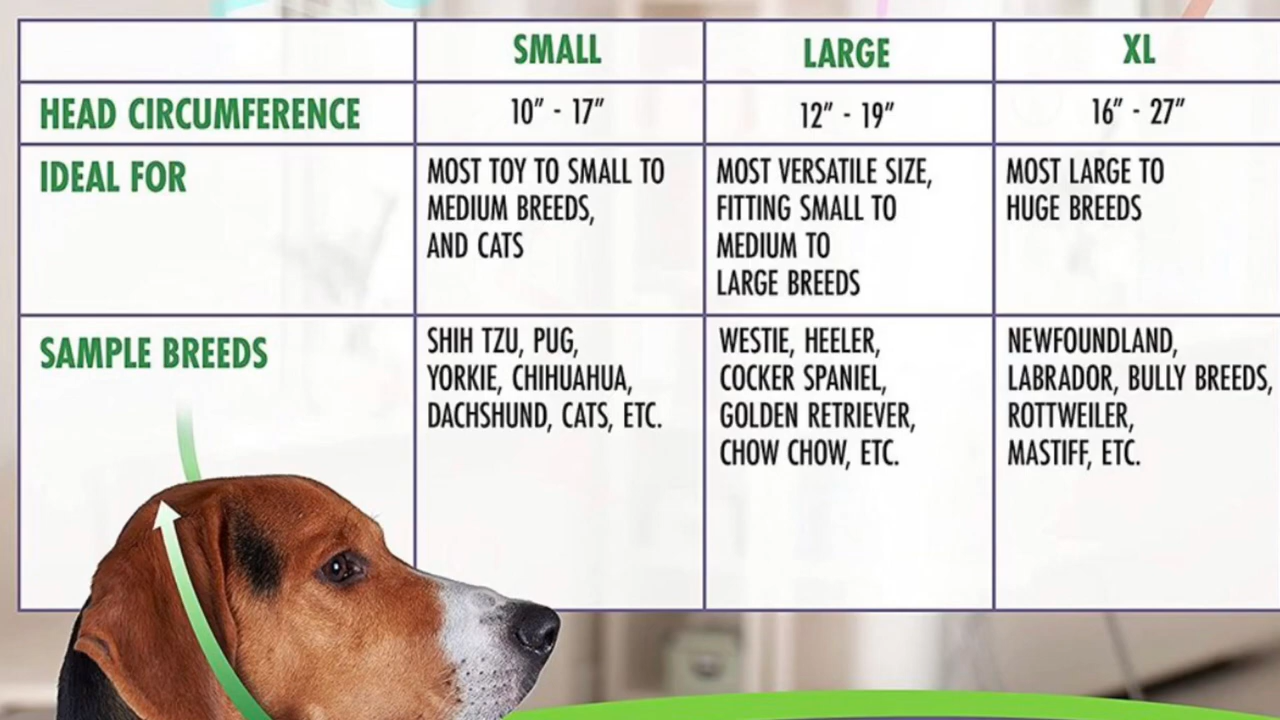 SMALL LARGE XL
HEAD CIRCUMFERENCE 10” - 17” 12” - 19” 16” - 27”
IDEAL FOR
MOST TOY TO SMALL TO
MEDIUM BREEDS,
AND CATS
MOST VERSATILE SIZE,
FITTING SMALL TO
MEDIUM TO
LARGE BREEDS
MOST LARGE TO
HUGE BREEDS
SAMPLE BREEDS
SHIH TZU, PUG,
YORKIE, CHIHUAHUA,
DACHSHUND, CATS, ETC.
WESTIE, HEELER,
COCKER SPANIEL,
GOLDEN RETRIEVER,
CHOW CHOW, ETC.
NEWFOUNDLAND,
LABRADOR, BULLY BREEDS,
ROTTWEILER,
MASTIFF, ETC.